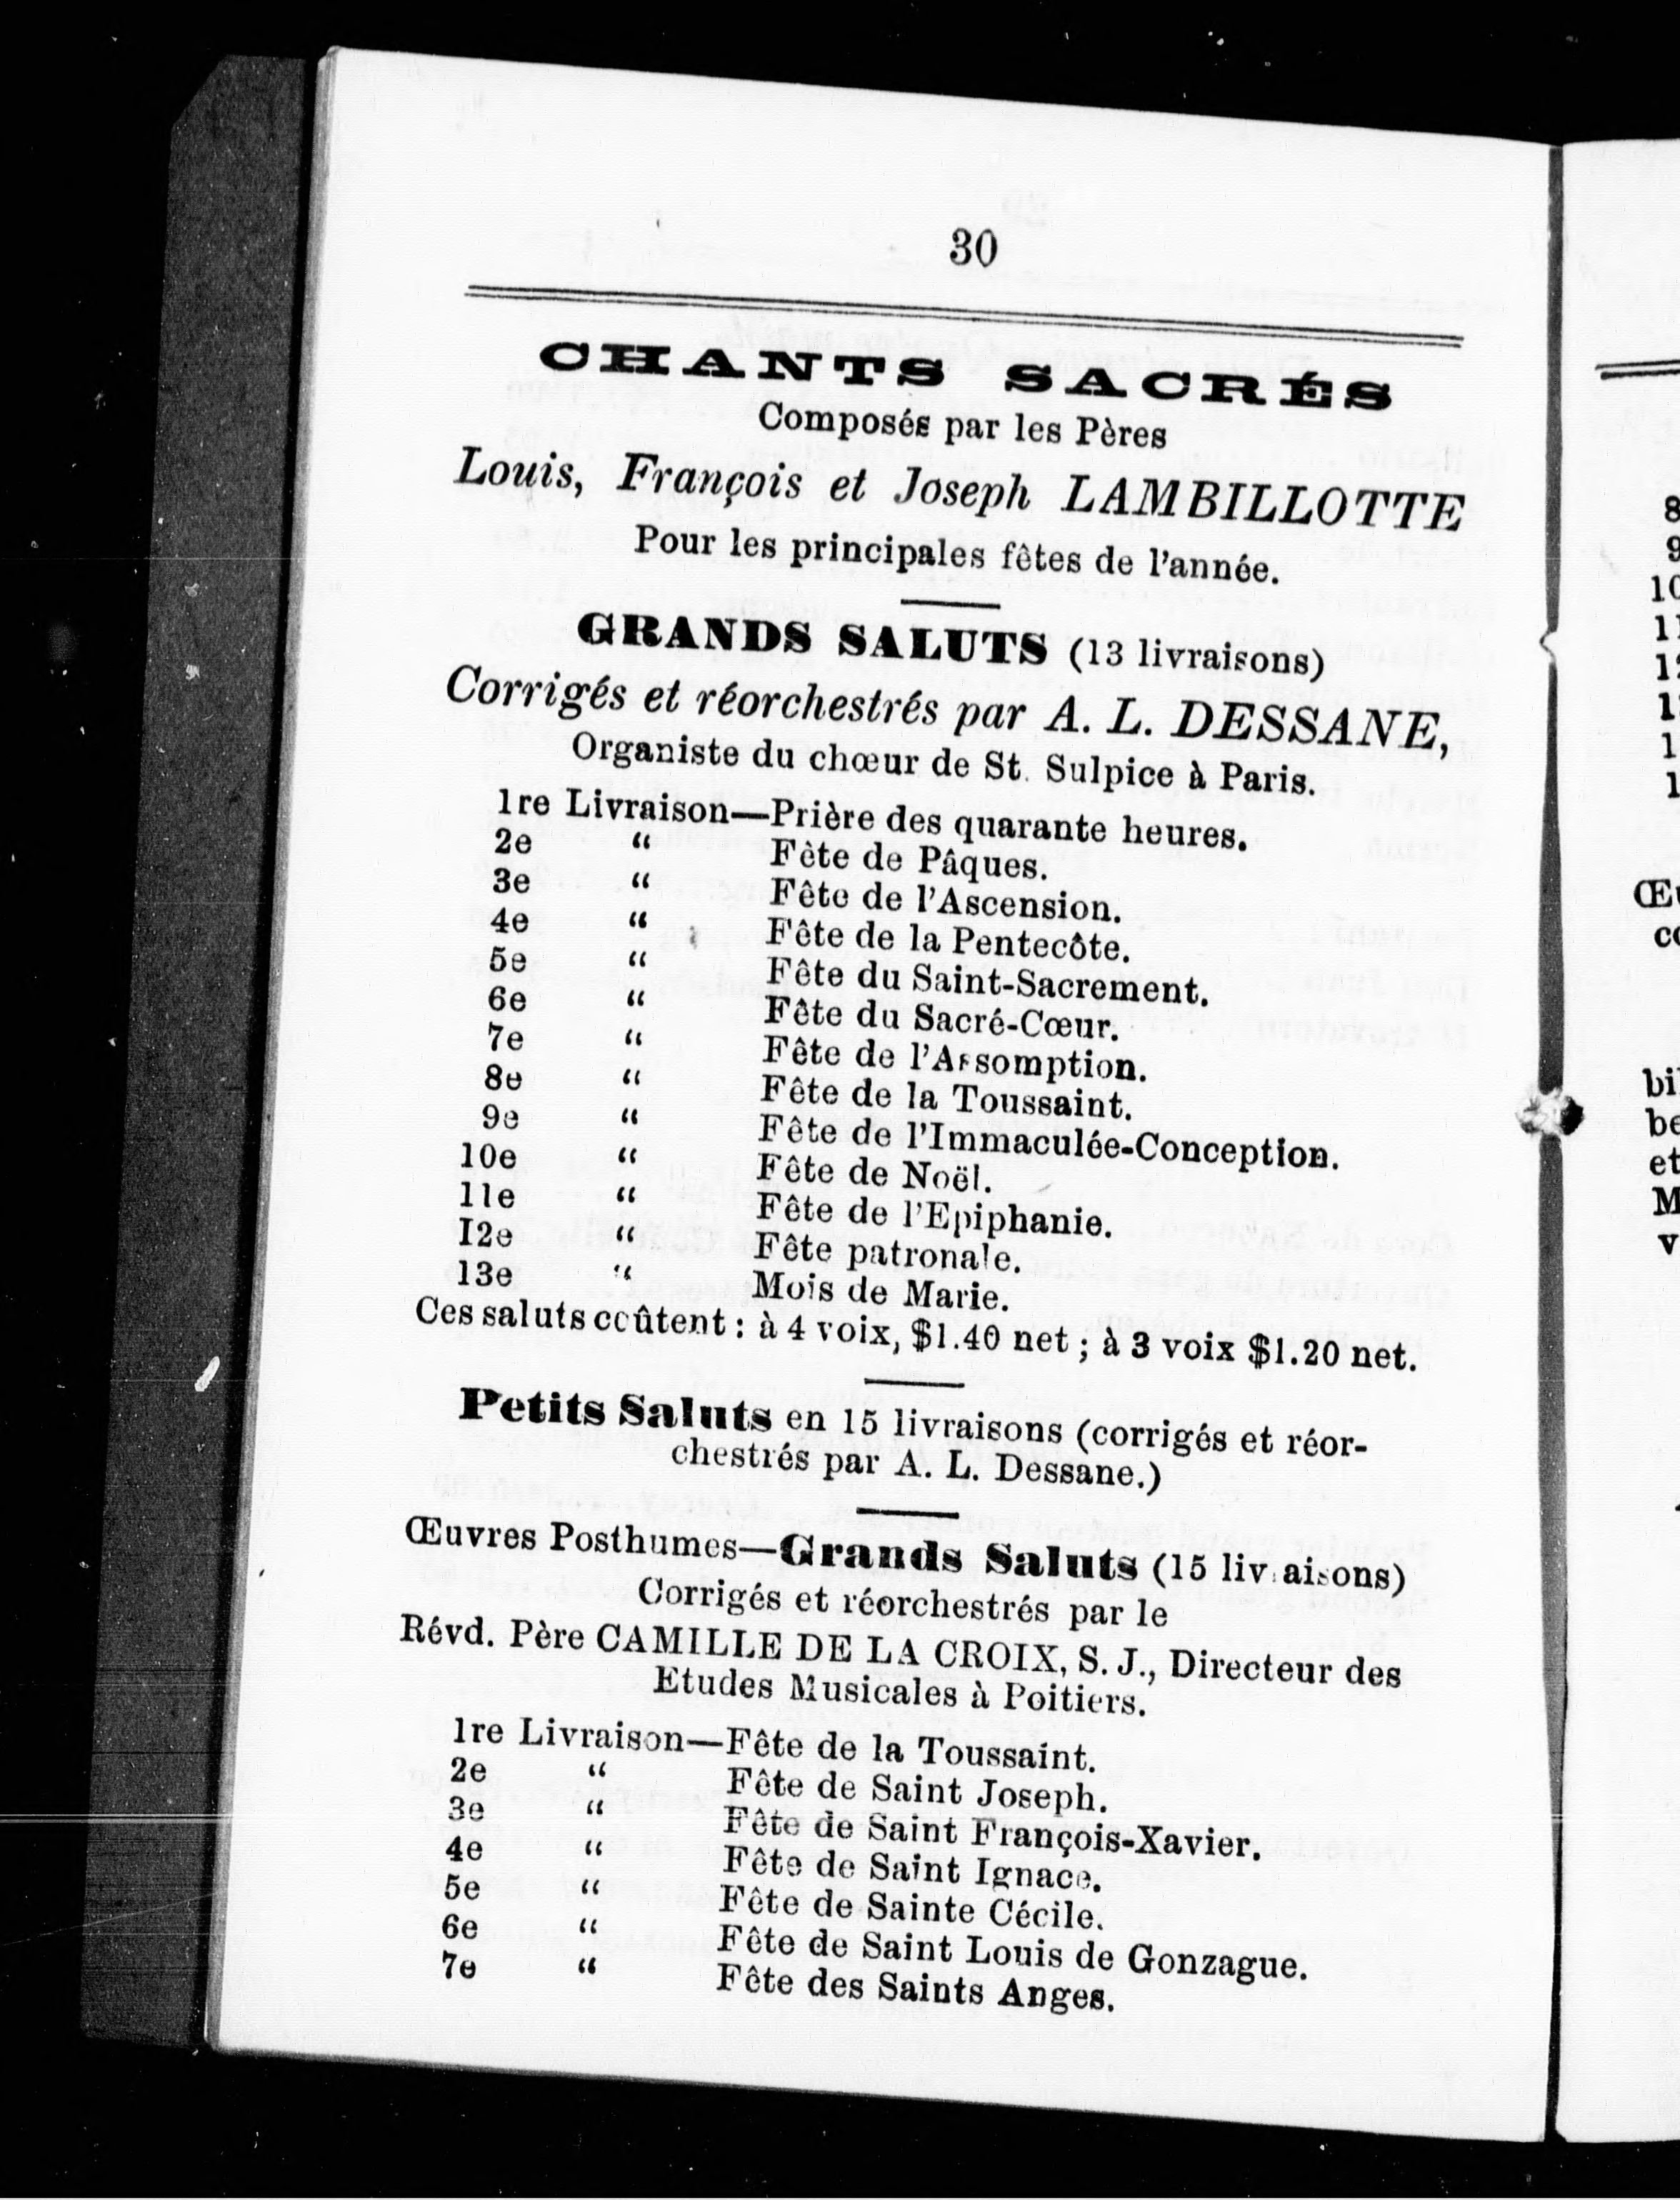 30
CHANTS SACRÉS
Composés par les Pères
Louis, François et Joseph LAMBILLOTTE
Pour les principales fêtes de l'année.
GRANDS SALUTS (13 livraisons)
Corrigés et réorchestrés par A. L. DESSANE,
Organiste du chœur de St. Sulpice à Paris.
1re Livraison—Prière des quarante heures.
2e “ Fête de Pâques.
3e “ Fête de l'Ascension.
4e “ Fête de la Pentecôte.
5e “ Fête du Saint-Sacrement.
6e “ Fête du Sacré-Cœur.
7e “ Fête de l'Assomption.
8e “ Fête de la Toussaint.
9e “ Fête de l'Immaculée-Conception.
10e “ Fête de Noël.
11e “ Fête de l'Epiphanie.
12e “ Fête patronale.
13e “ Mois de Marie.
Ces saluts coûtent : à 4 voix, $1.40 net ; à 3 voix $1.20 net.
Petits Saluts en 15 livraisons (corrigés et réor-
chestrés par A. L. Dessane.)
Œuvres Posthumes—Grands Saluts (15 livraisons)
Corrigés et réorchestrés par le
Révd. Père CAMILLE DE LA CROIX, S. J., Directeur des
Etudes Musicales à Poitiers.
1re Livraison—Fête de la Toussaint.
2e “ Fête de Saint Joseph.
3e “ Fête de Saint François-Xavier.
4e “ Fête de Saint Ignace.
5e “ Fête de Sainte Cécile.
6e “ Fête de Saint Louis de Gonzague.
7e “ Fête des Saints Anges.